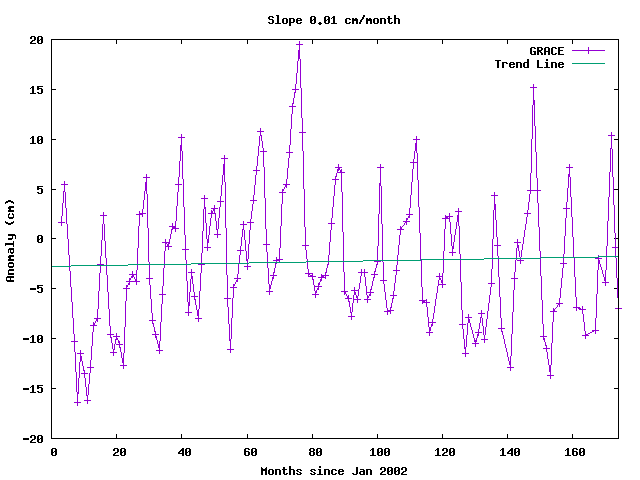 Slope 0.01 cm/month
GRACE
Trend Line
Anomaly (cm)
20
15
10
5
0
-5
-10
-15
-20
0 20 40 60 80 100 120 140 160
Months since Jan 2002